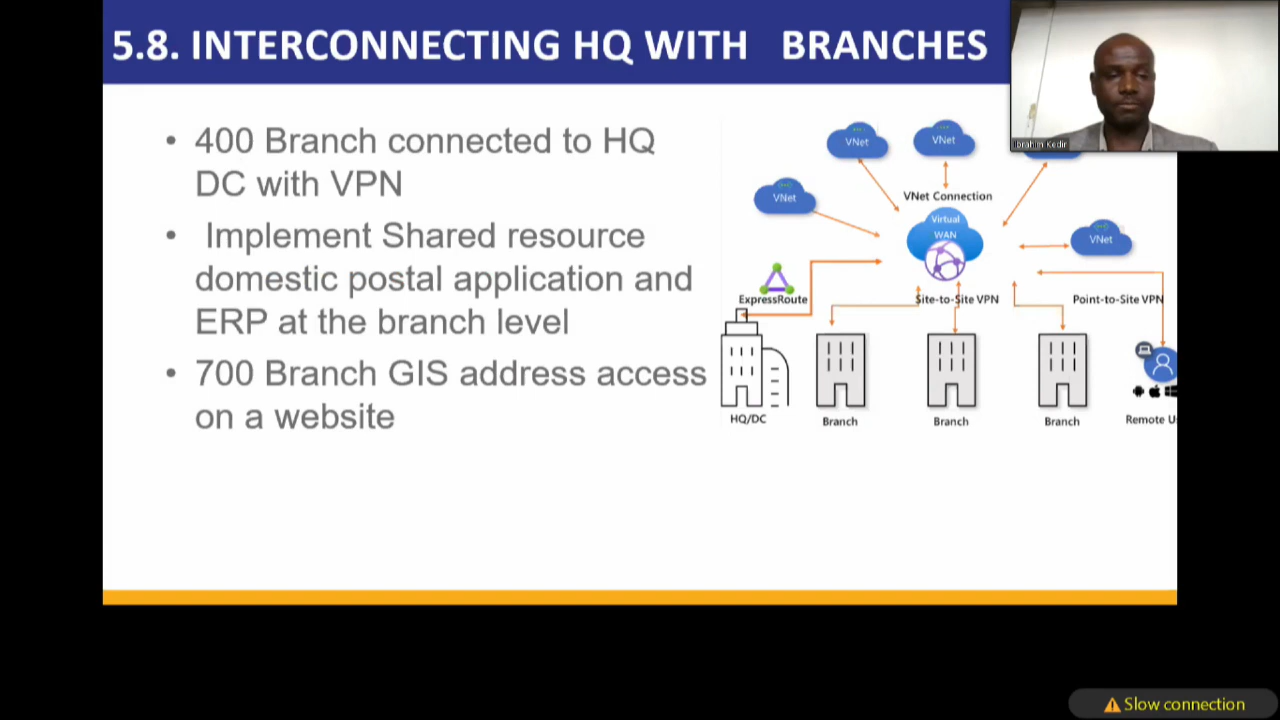 5.8. INTERCONNECTING HQ WITH BRANCHES
Ibrahim Kedir
• 400 Branch connected to HQ
DC with VPN
• Implement Shared resource
domestic postal application and
ERP at the branch level
• 700 Branch GIS address access
on a website
VNet
VNet
VNet
VNet Connection
Virtual
WAN
VNet
ExpressRoute
Site-to-Site VPN
Point-to-Site VPN
HQ/DC
Branch
Branch
Branch
Remote
Slow connection